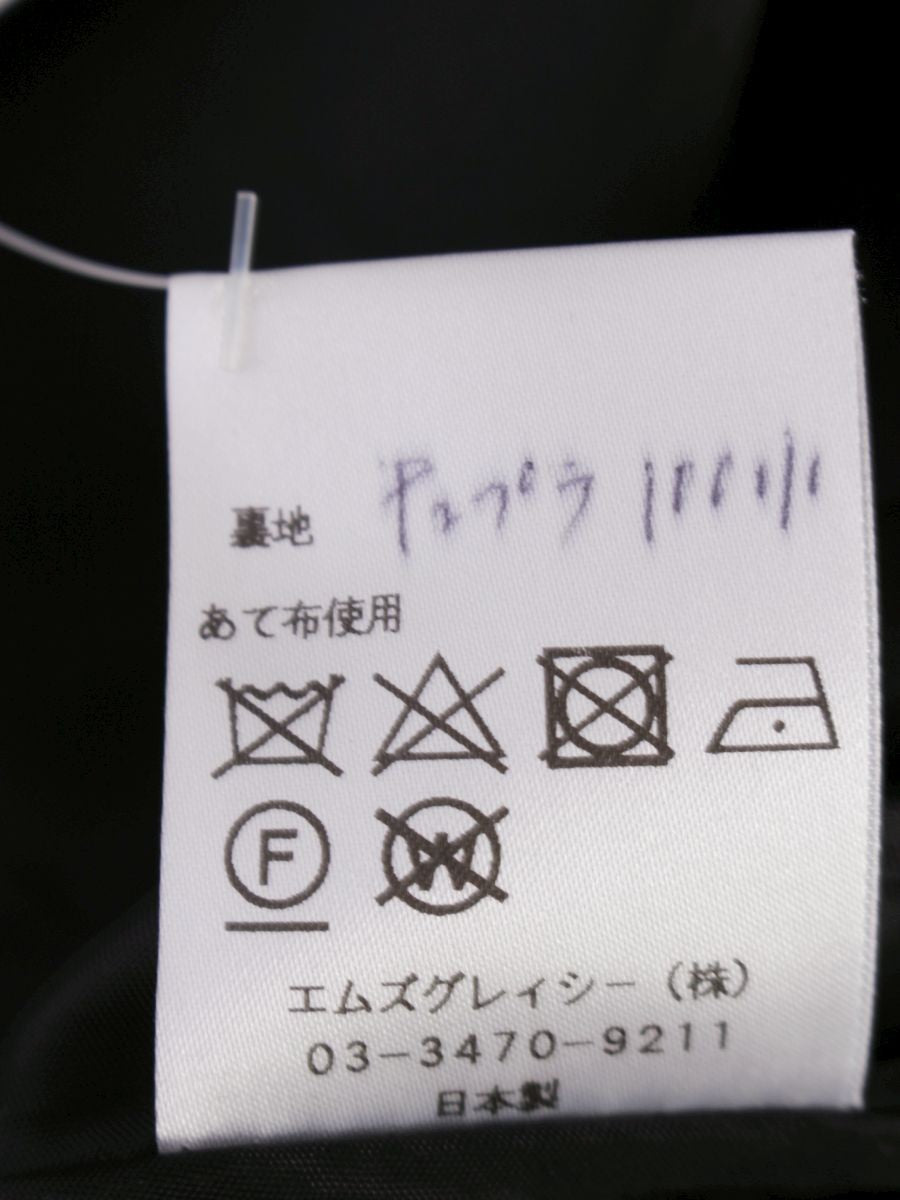 裏地 キュプラ 100%
あて布使用
F
W
エムズグレイシー(株)
03-3470-9211
日本製